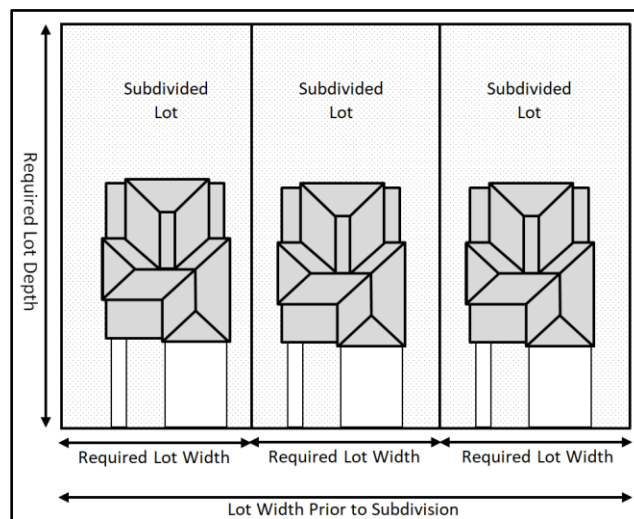 Subdivided
Lot
Subdivided
Lot
Subdivided
Lot
Required Lot Depth
Required Lot Width
Required Lot Width
Required Lot Width
Lot Width Prior to Subdivision